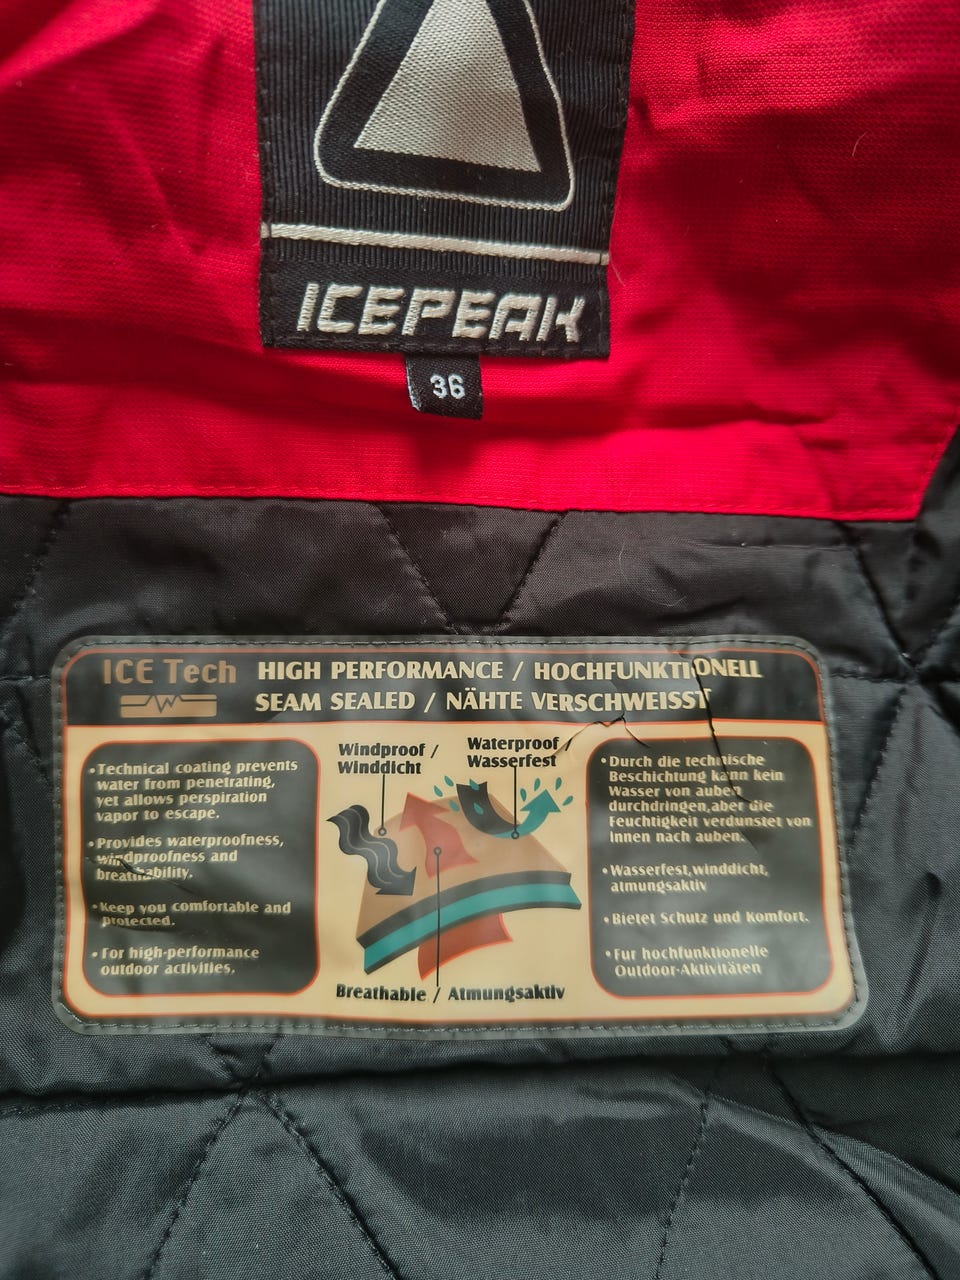 ICEPEAK
36
ICE Tech
HIGH PERFORMANCE / HOCHFUNKTIONELL
SEAM SEALED / NÄHTE VERSCHWEISST
•Technical coating prevents
water from penetrating,
yet allows perspiration
vapor to escape.
•Provides waterproofness,
windproofness and
breathability.
•Keep you comfortable and
protected.
•For high-performance
outdoor activities.
Windproof /
Winddicht
Waterproof /
Wasserfest
Breathable / Atmungsaktiv
•Durch die technische
Beschichtung kann kein
Wasser von auben
durchdringen,aber die
Feuchtigkeit verdunstet von
innen nach auben.
•Wasserfest,winddicht,
atmungsaktiv
•Bietet Schutz und Komfort.
•Fur hochfunktionelle
Outdoor-Aktivitäten